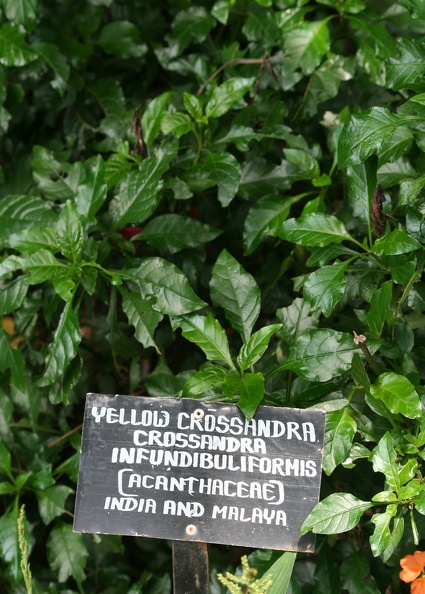 YELLOW CROSSANDRA
CROSSANDRA
INFUNDIBULIFORMIS
(ACANTHACEAE)
INDIA AND MALAYA